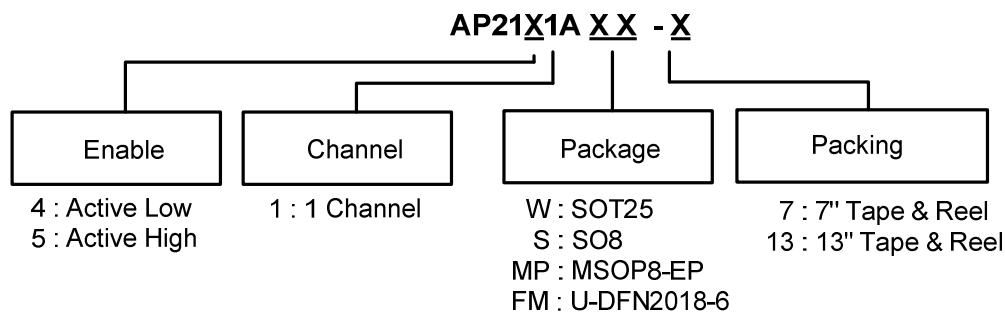 AP21X1A XX - X
Enable
Channel
Package
Packing
4 : Active Low
5 : Active High
1 : 1 Channel
W : SOT25
S : SO8
MP : MSOP8-EP
FM : U-DFN2018-6
7 : 7" Tape & Reel
13 : 13" Tape & Reel